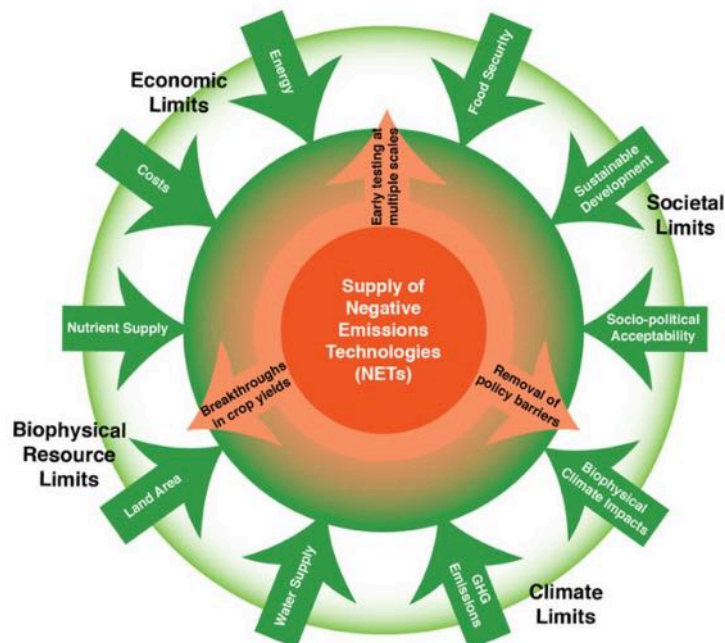 Economic
Limits
Energy
Food Security
Costs
Early testing at
multiple scales
Sustainable
Development
Societal
Limits
Nutrient Supply
Supply of
Negative
Emissions
Technologies
(NETs)
Socio-political
Acceptability
Breakthroughs
in crop yields
Removal of
policy barriers
Biophysical
Resource
Limits
Land Area
Biophysical
Climate Impacts
Water Supply
GHG
Emissions
Climate
Limits